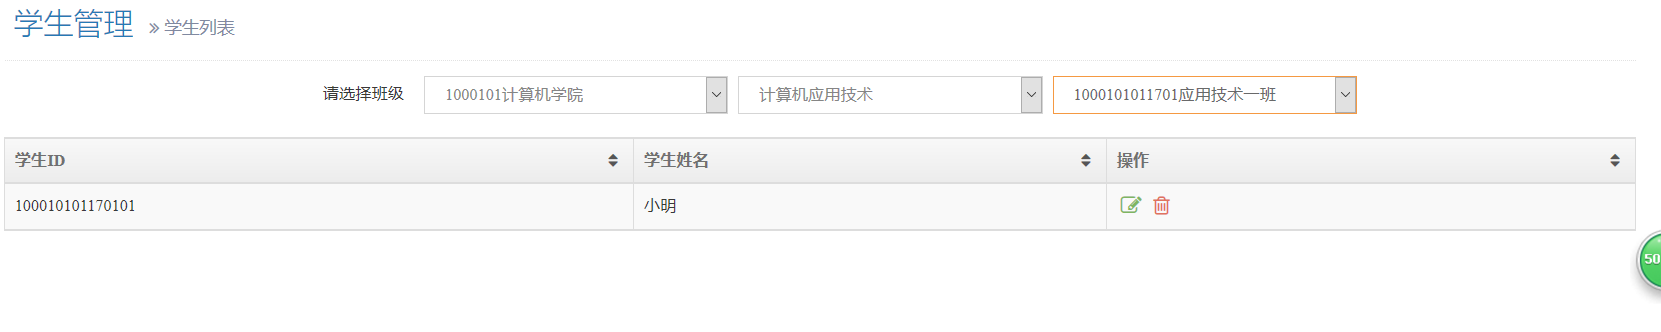 学生管理 » 学生列表
请选择班级 1000101计算机学院 计算机应用技术 1000101011701应用技术一班
学生ID 学生姓名 操作
100010101170101 小明
50